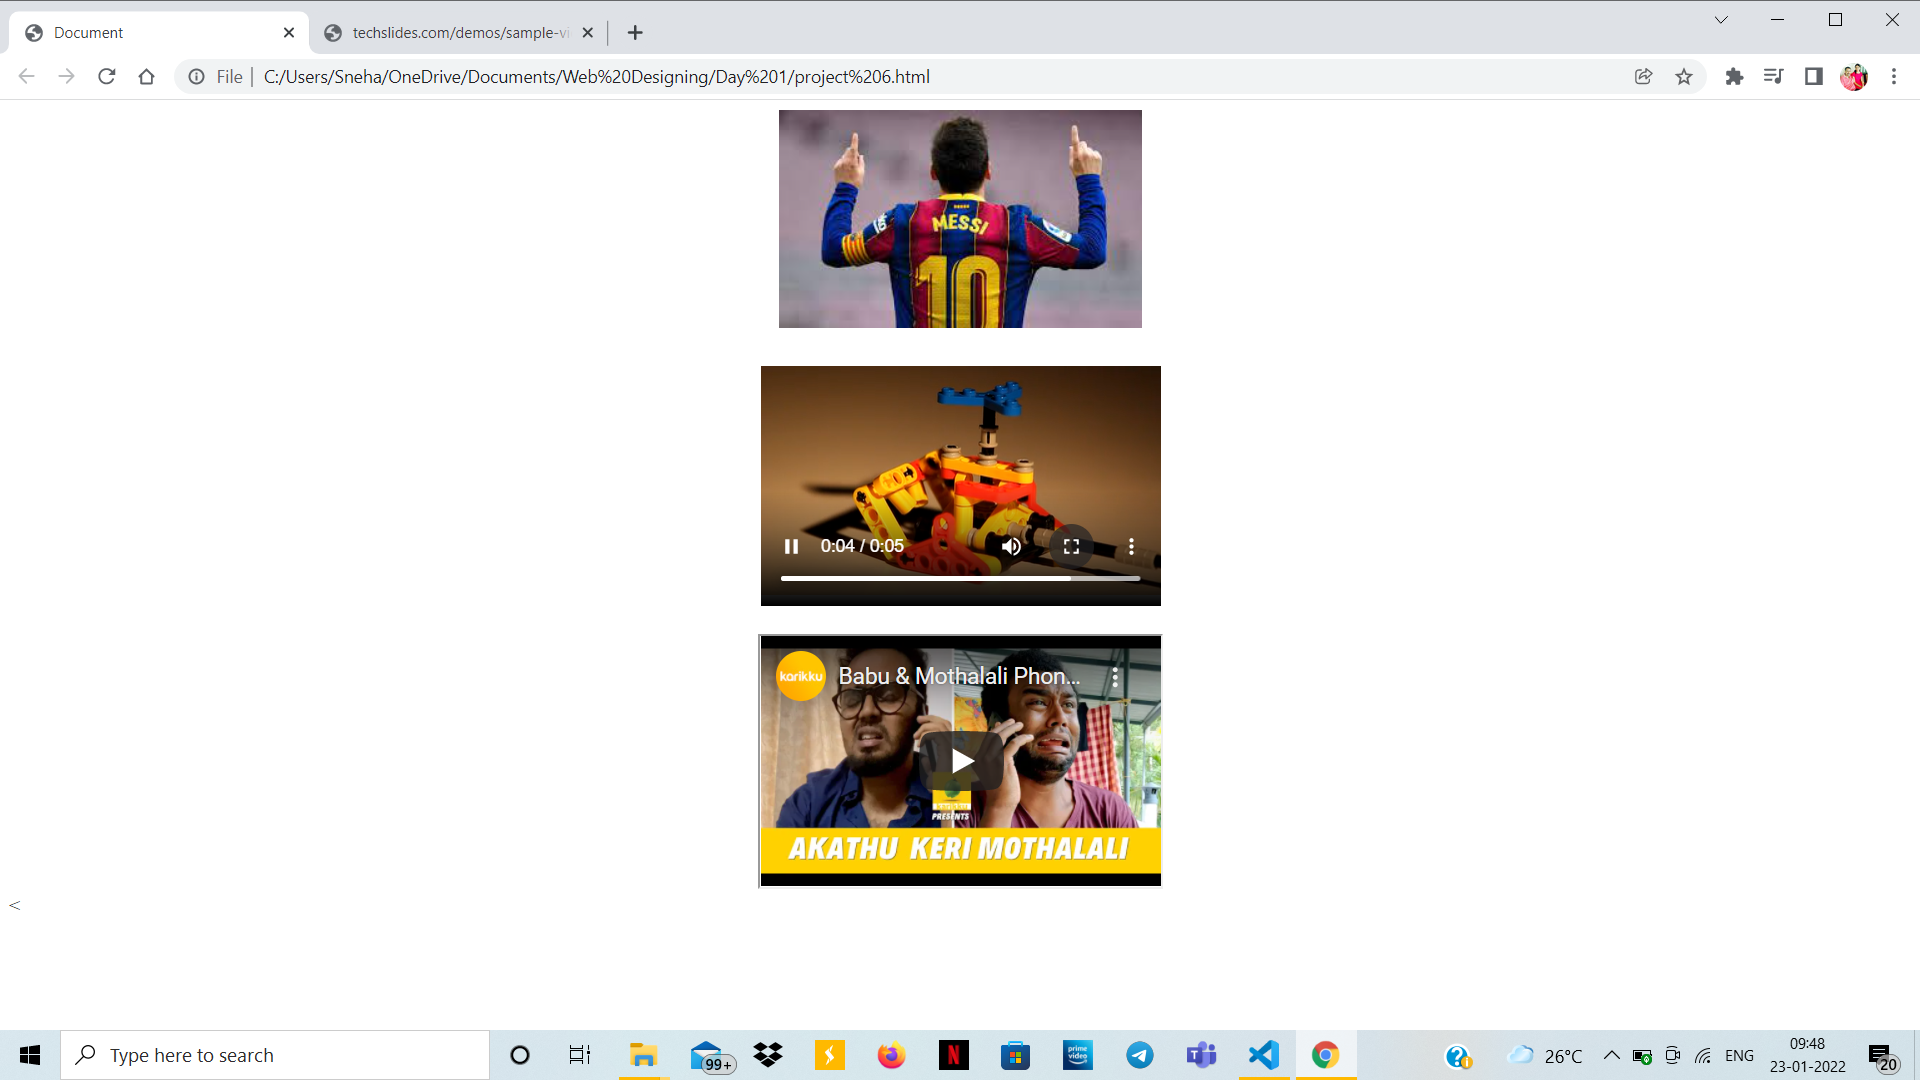 Document
techslides.com/demos/sample-vi
File
C:/Users/Sneha/OneDrive/Documents/Web%20Designing/Day%201/project%206.html
MESSI
10
0:04 / 0:05
karikku
Babu & Mothalali Phon...
PRESENTS
AKATHU KERI MOTHALALI
<
Type here to search
99+
N
prime
video
26°C
ENG
09:48
23-01-2022
20